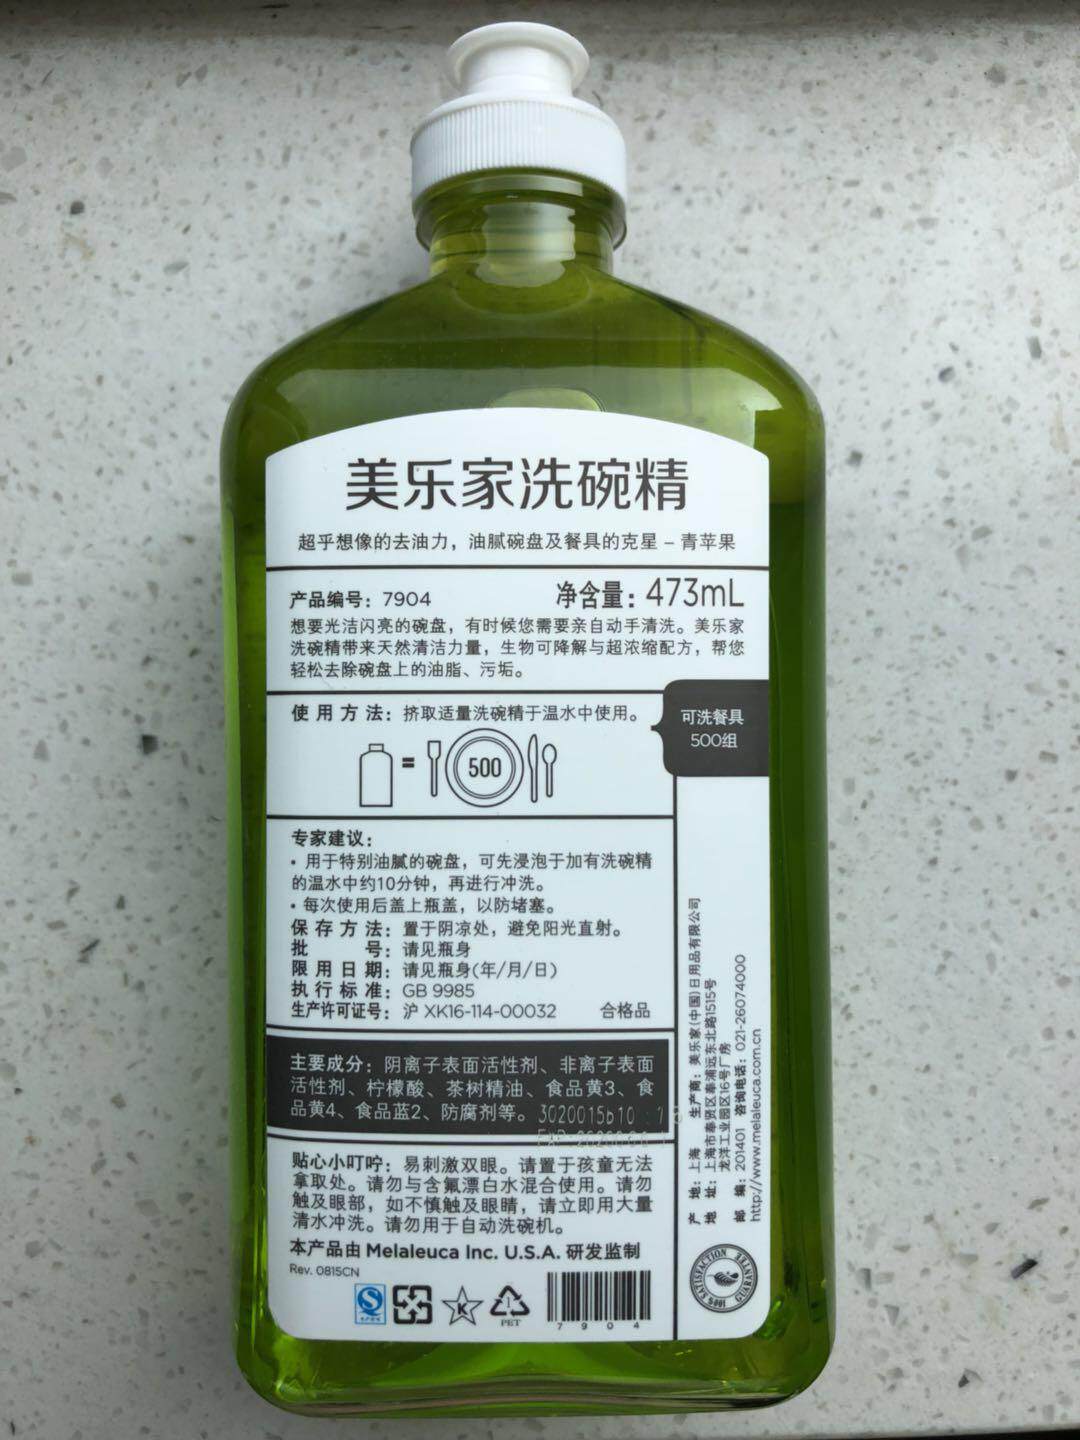 美乐家洗碗精
超乎想像的去油力，油腻碗盘及餐具的克星 – 青苹果
产品编号：7904
净含量：473mL
想要光洁闪亮的碗盘，有时候您需要亲自动手清洗。美乐家
洗碗精带来天然清洁力量，生物可降解与超浓缩配方，帮您
轻松去除碗盘上的油脂、污垢。
使用方法：挤取适量洗碗精于温水中使用。
可洗餐具
500组
=
500
专家建议：
• 用于特别油腻的碗盘，可先浸泡于加有洗碗精
的温水中约10分钟，再进行冲洗。
• 每次使用后盖上瓶盖，以防堵塞。
保存方法：置于阴凉处，避免阳光直射。
批 号：请见瓶身
限用日期：请见瓶身(年/月/日)
执行标准：GB 9985
生产许可证号：沪 XK16-114-00032 合格品
主要成分：阴离子表面活性剂、非离子表面
活性剂、柠檬酸、茶树精油、食品黄3、食
品黄4、食品蓝2、防腐剂等。
贴心小叮咛：易刺激双眼。请置于孩童无法
拿取处。请勿与含氟漂白水混合使用。请勿
触及眼部，如不慎触及眼睛，请立即用大量
清水冲洗。请勿用于自动洗碗机。
本产品由 Melaleuca Inc. U.S.A. 研发监制
Rev. 0815CN
K
1
PET
7904
产 地：上海 生产商：美乐家(中国)日用品有限公司
地 址：上海市奉贤区奉浦远东北路1515号
龙洋工业园区16号厂房
邮 编：201401 咨询电话：021-26074000
http://www.melaleuca.com.cn
SATISFACTION GUARANTEE 100%